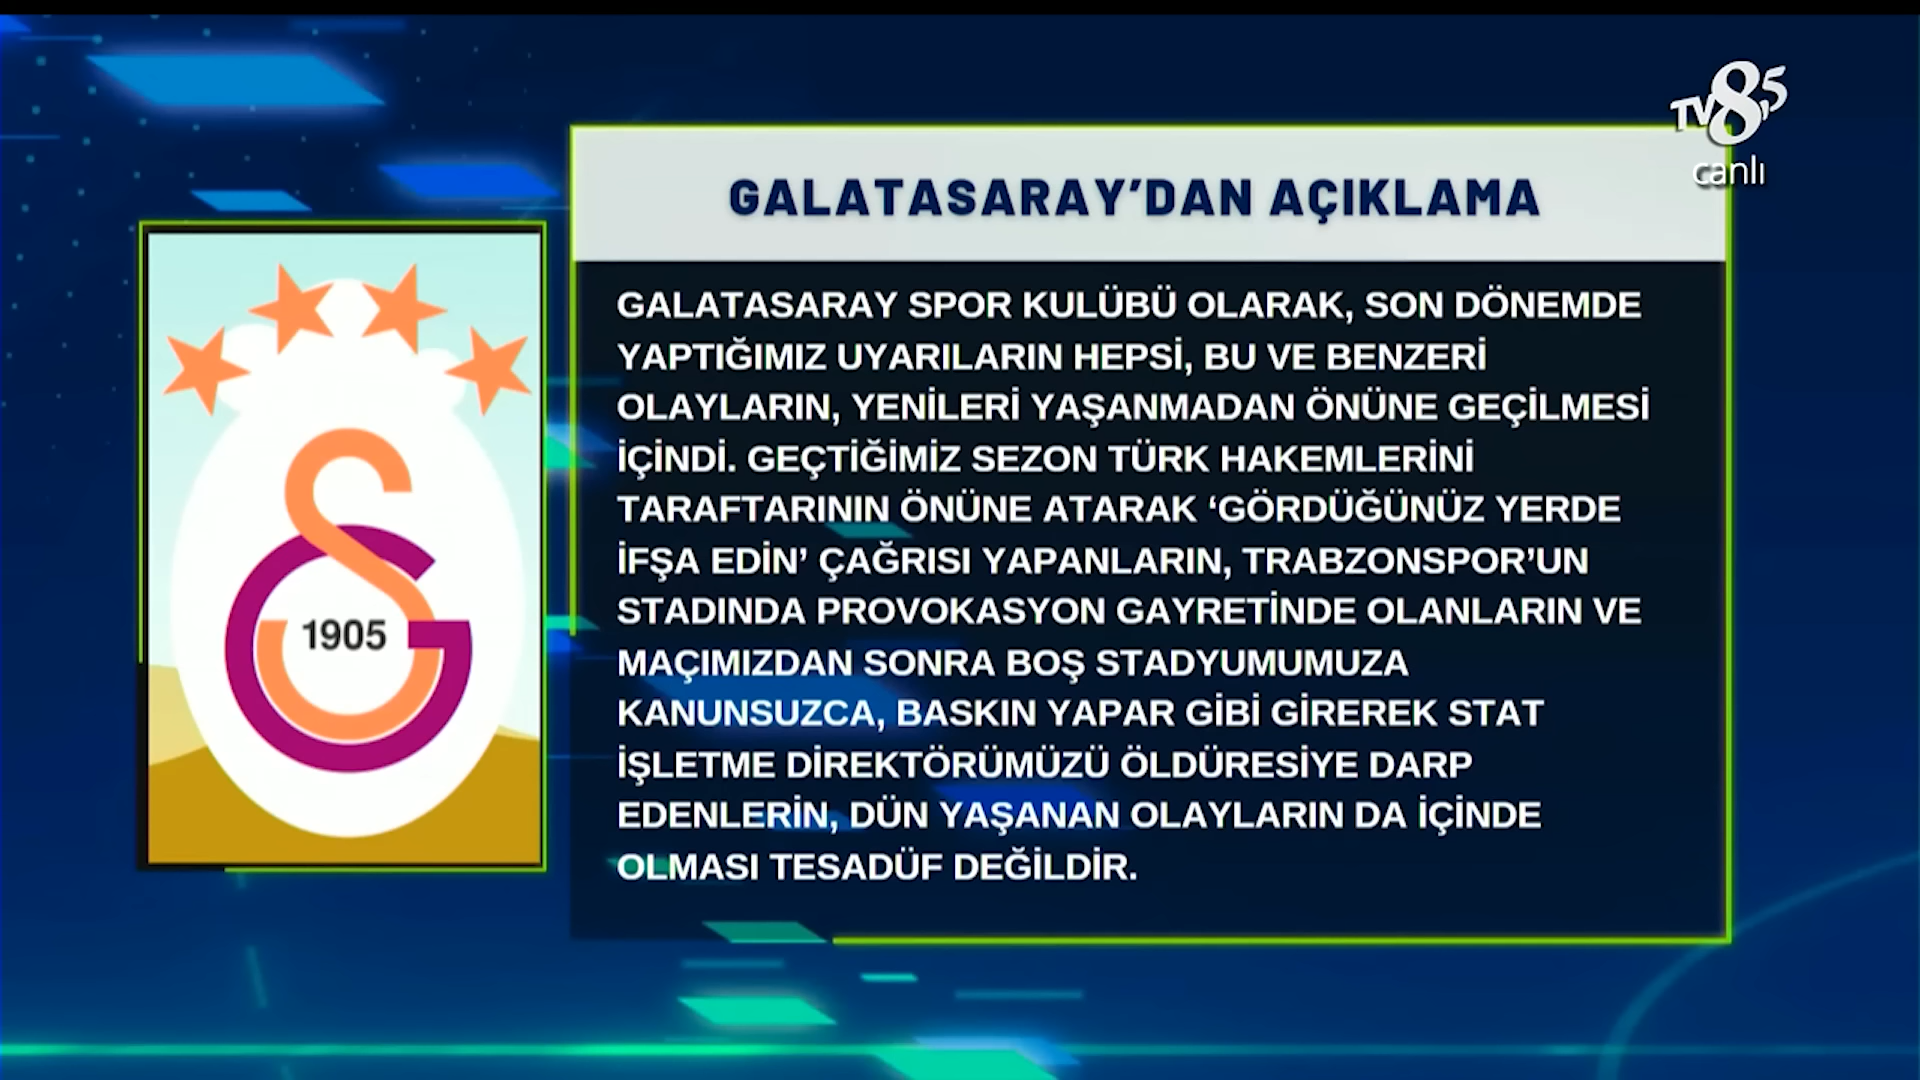 TV8,5
canlı
GALATASARAY’DAN AÇIKLAMA
GALATASARAY SPOR KULÜBÜ OLARAK, SON DÖNEMDE
YAPTIĞIMIZ UYARILARIN HEPSİ, BU VE BENZERİ
OLAYLARIN, YENİLERİ YAŞANMADAN ÖNÜNE GEÇİLMESİ
İÇİNDİ. GEÇTİĞİMİZ SEZON TÜRK HAKEMLERİNİ
TARAFTARININ ÖNÜNE ATARAK ‘GÖRDÜĞÜNÜZ YERDE
İFŞA EDİN’ ÇAĞRISI YAPANLARIN, TRABZONSPOR’UN
STADINDA PROVOKASYON GAYRETİNDE OLANLARIN VE
MAÇIMIZDAN SONRA BOŞ STADYUMUMUZA
KANUNSUZCA, BASKIN YAPAR GİBİ GİREREK STAT
İŞLETME DİREKTÖRÜMÜZÜ ÖLDÜRESİYE DARP
EDENLERİN, DÜN YAŞANAN OLAYLARIN DA İÇİNDE
OLMASI TESADÜF DEĞİLDİR.
1905